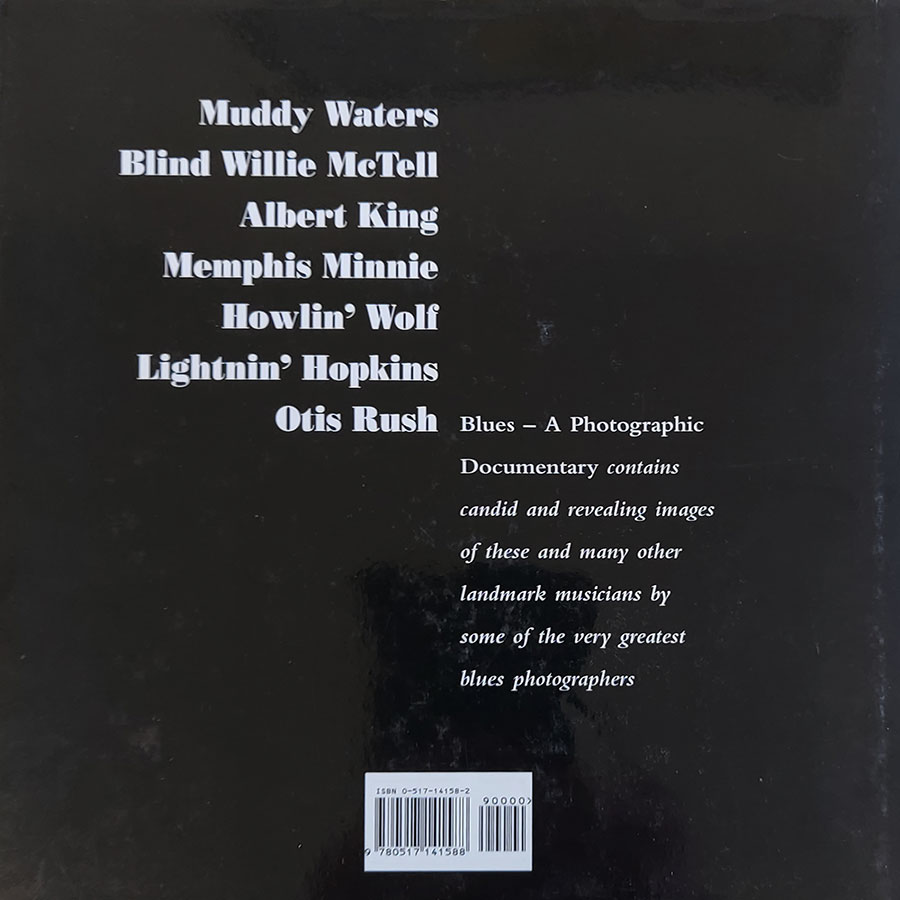 Muddy Waters
Blind Willie McTell
Albert King
Memphis Minnie
Howlin’ Wolf
Lightnin’ Hopkins
Otis Rush
Blues – A Photographic
Documentary contains
candid and revealing images
of these and many other
landmark musicians by
some of the very greatest
blues photographers
ISBN 0-517-14158-2
90000>
9 780517 141588